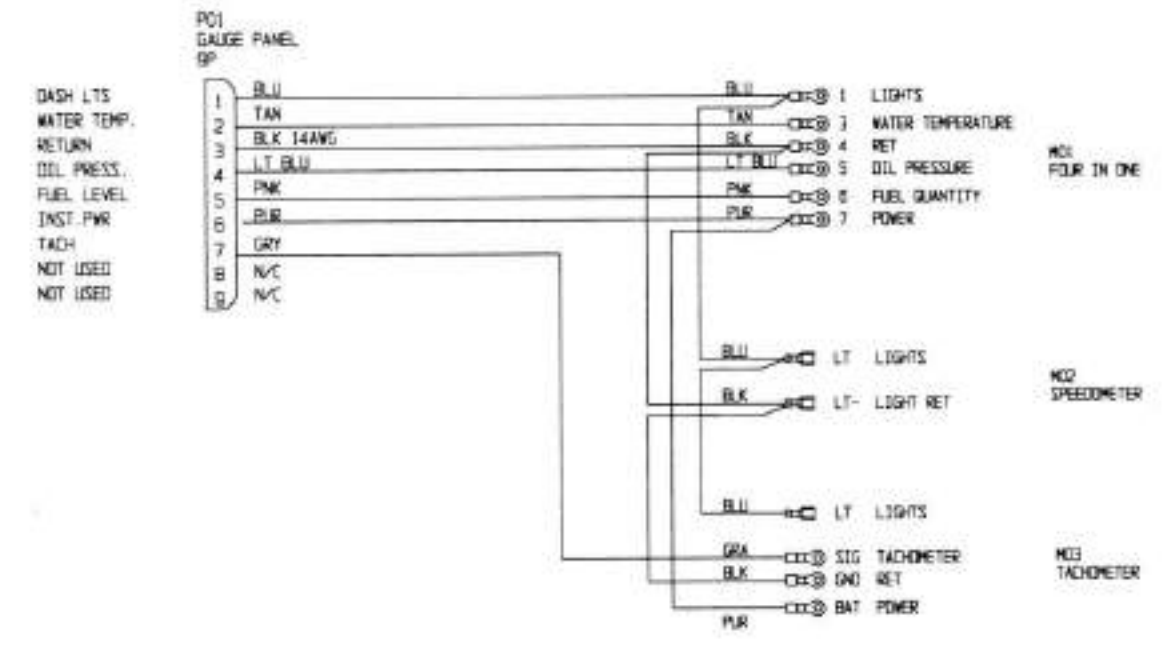 P01
GAUGE PANEL
9P
DASH LTS 1 BLU BLU 1 LIGHTS
WATER TEMP. 2 TAN TAN 3 WATER TEMPERATURE
RETURN 3 BLK 14AWG BLK 4 RET
OIL PRESS. 4 LT BLU LT BLU 5 OIL PRESSURE
FUEL LEVEL 5 PNK PNK 6 FUEL QUANTITY
INST.PWR 6 PUR PUR 7 POWER
TACH 7 GRY
NOT USED 8 N/C
NOT USED 9 N/C
M01
FOUR IN ONE
BLU LT LIGHTS
BLK LT- LIGHT RET
M02
SPEEDOMETER
BLU LT LIGHTS
GRA SIG TACHOMETER
BLK GND RET
PUR BAT POWER
M03
TACHOMETER